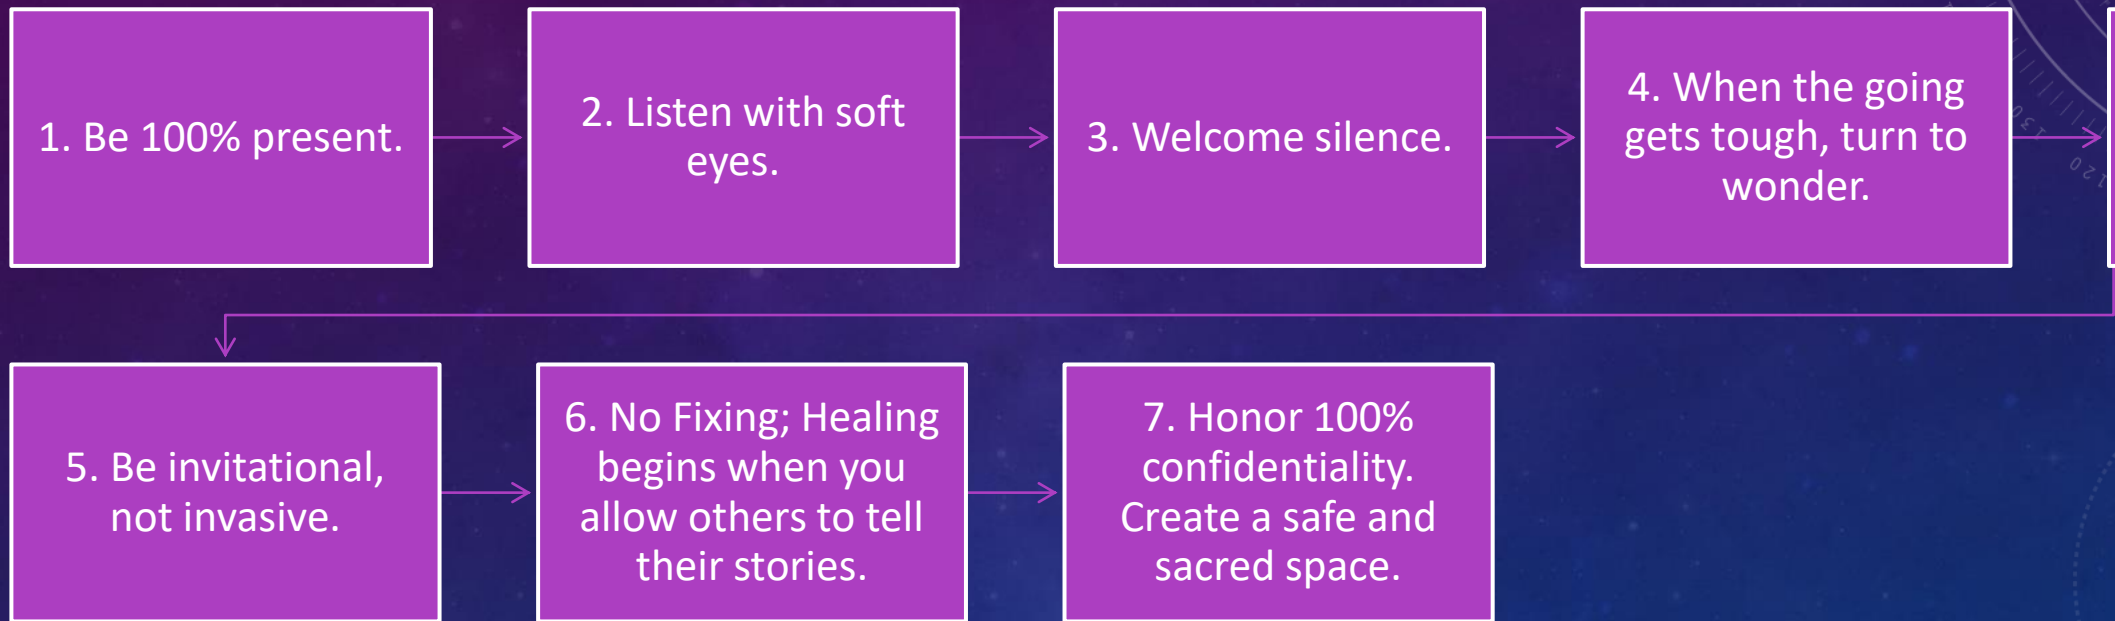 1. Be 100% present.
2. Listen with soft
eyes.
3. Welcome silence.
4. When the going
gets tough, turn to
wonder.
130
120
5. Be invitational,
not invasive.
6. No Fixing; Healing
begins when you
allow others to tell
their stories.
7. Honor 100%
confidentiality.
Create a safe and
sacred space.